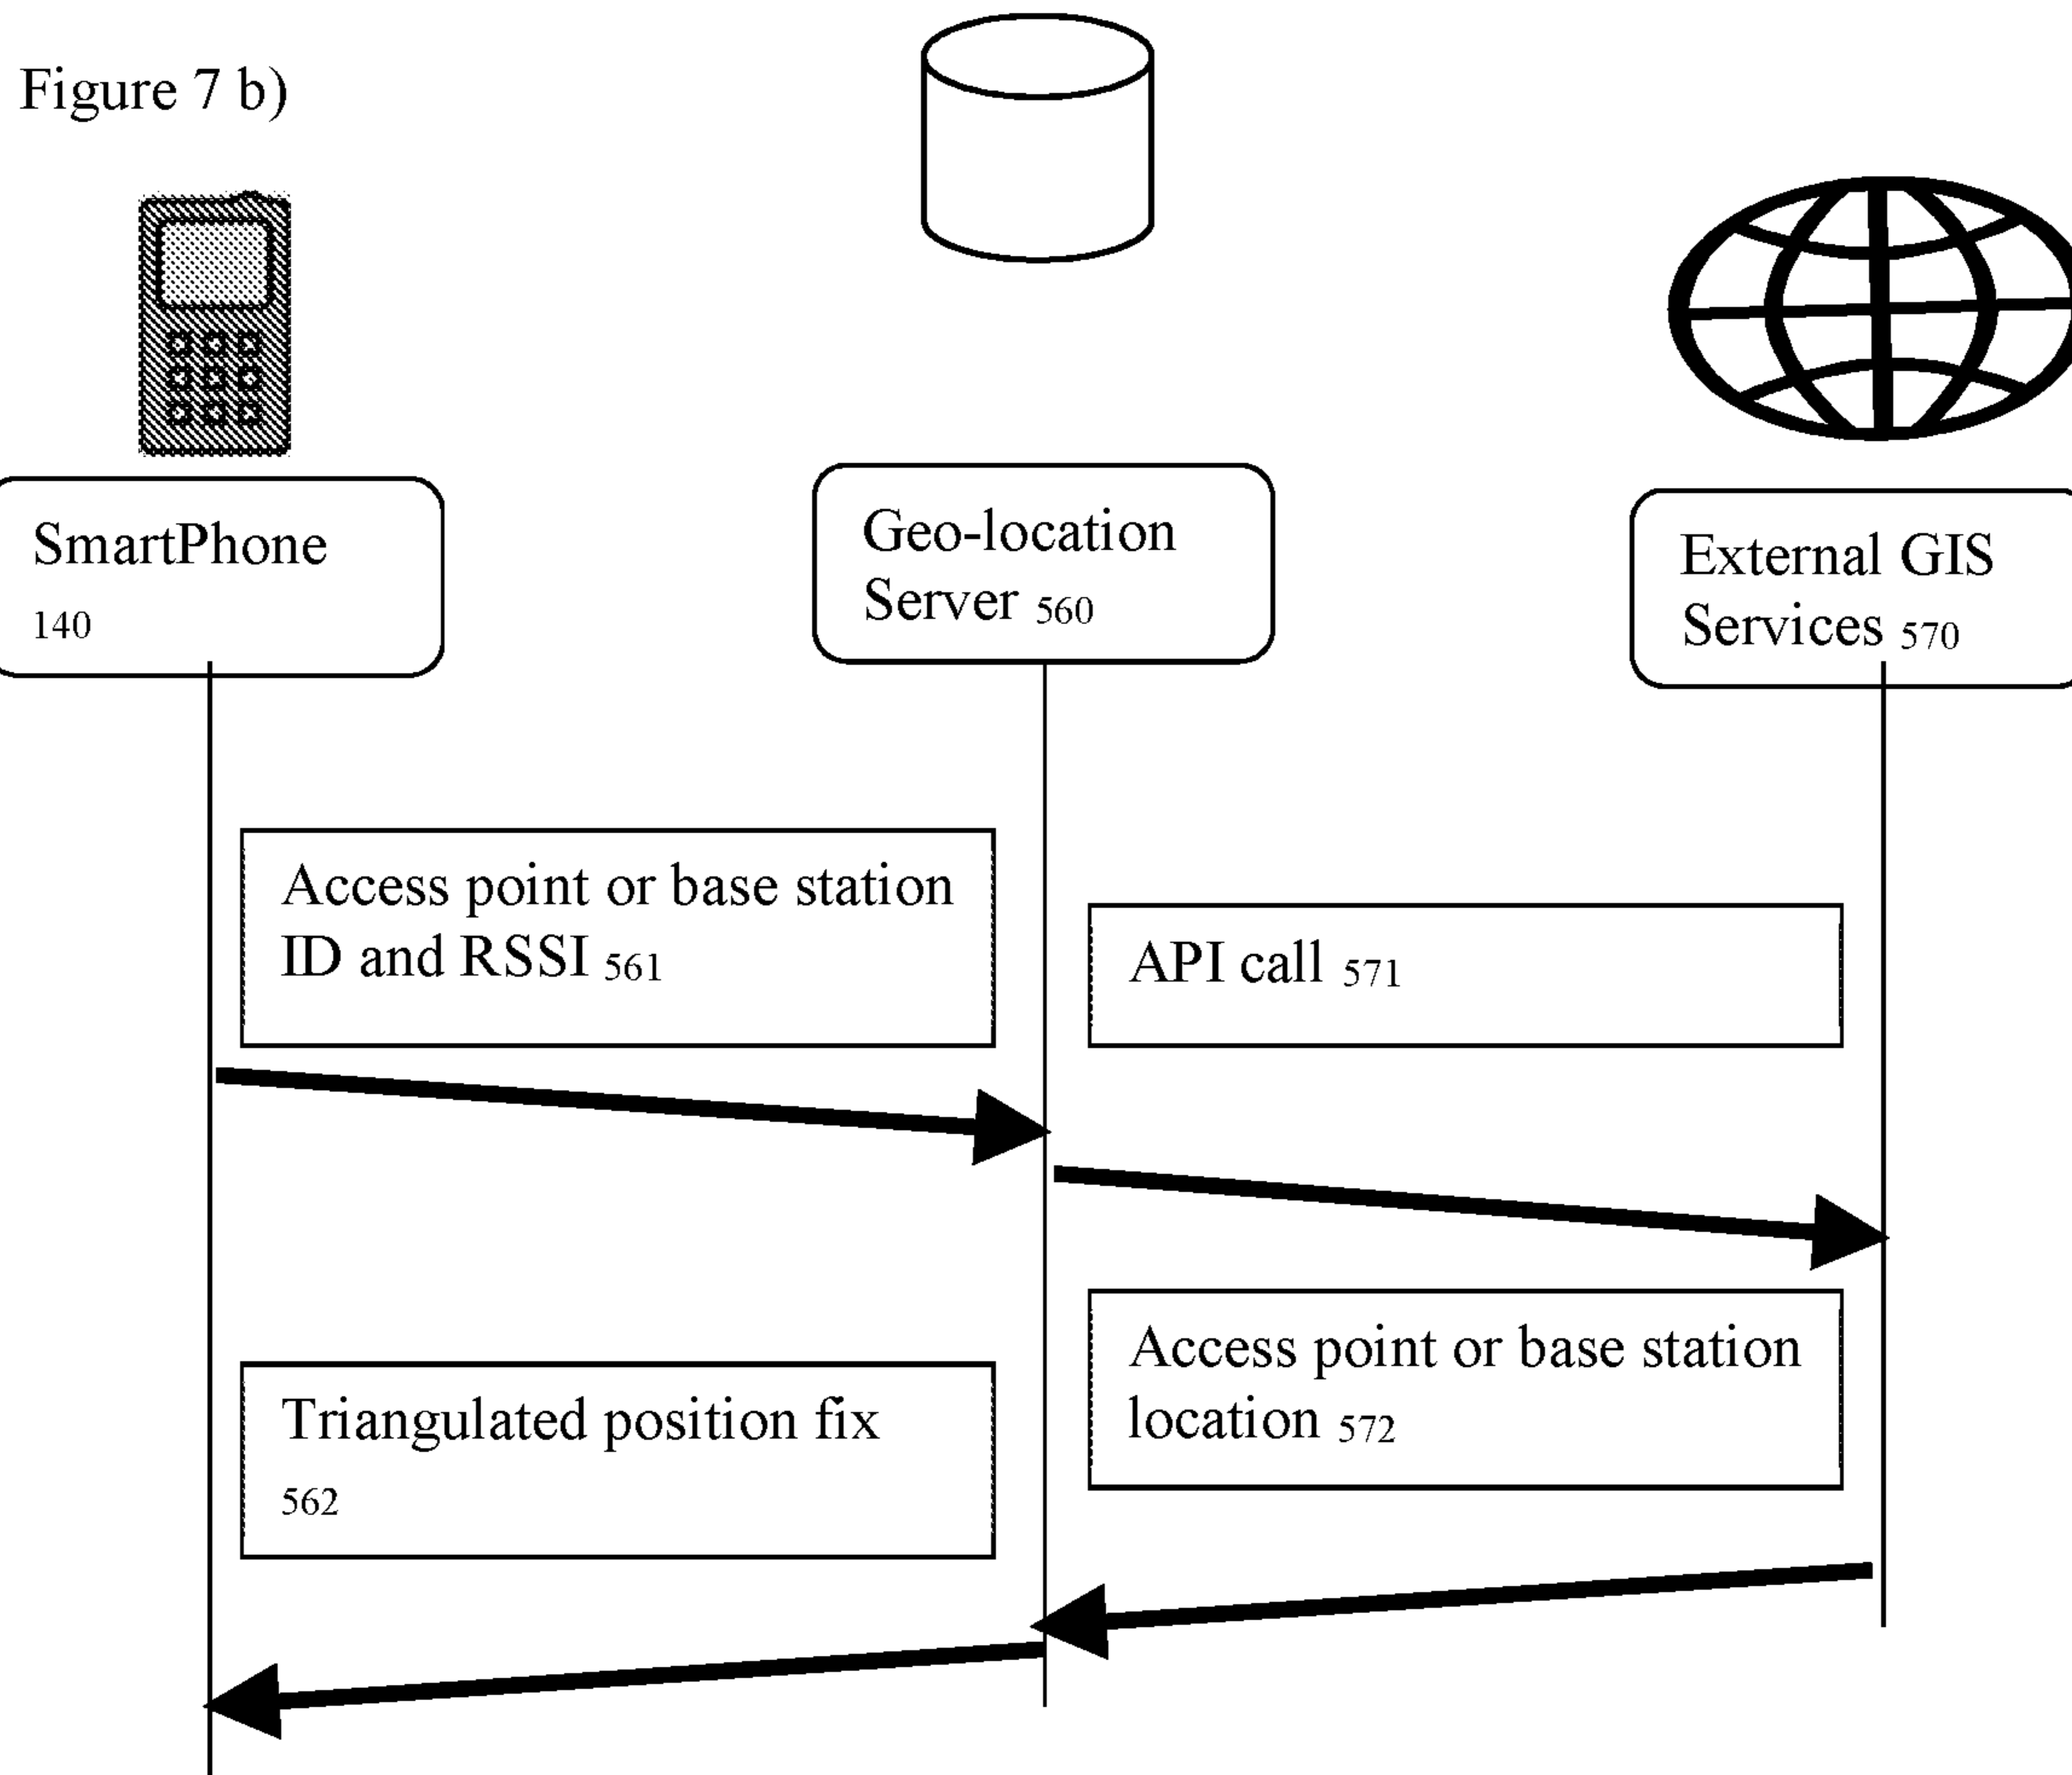 Figure 7 b)
SmartPhone
140
Geo-location
Server 560
External GIS
Services 570
Access point or base station
ID and RSSI 561
API call 571
Access point or base station
location 572
Triangulated position fix
562